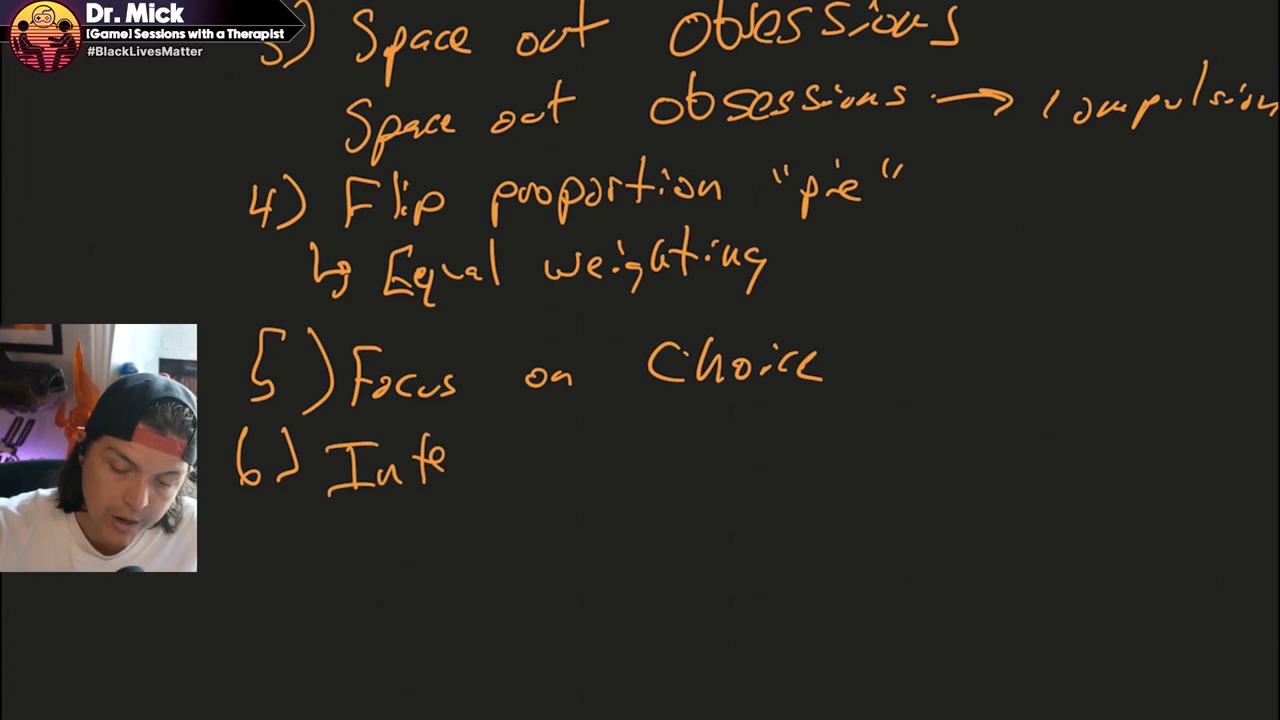 Dr. Mick
[Game] Sessions with a Therapist
#BlackLivesMatter
3) Space out obsessions
Space out obsessions → compulsion
4) Flip proportion "pie"
↳ Equal weighting
5) Focus on Choice
6) Inte